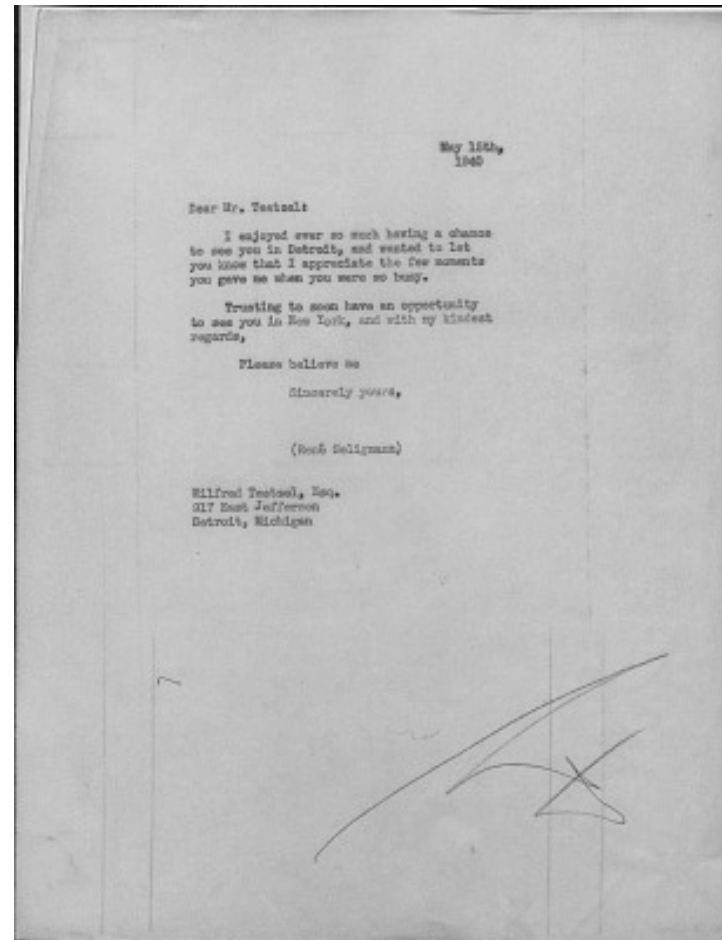 May 15th,
1940
Dear Mr. Testzel:
I enjoyed ever so much having a chance
to see you in Detroit, and wanted to let
you know that I appreciate the few moments
you gave me when you were so busy.
Trusting to soon have an opportunity
to see you in New York, and with my kindest
regards,
Please believe me
Sincerely yours,
(René Seligmann)
Wilfred Testzel, Esq.
917 East Jefferson
Detroit, Michigan